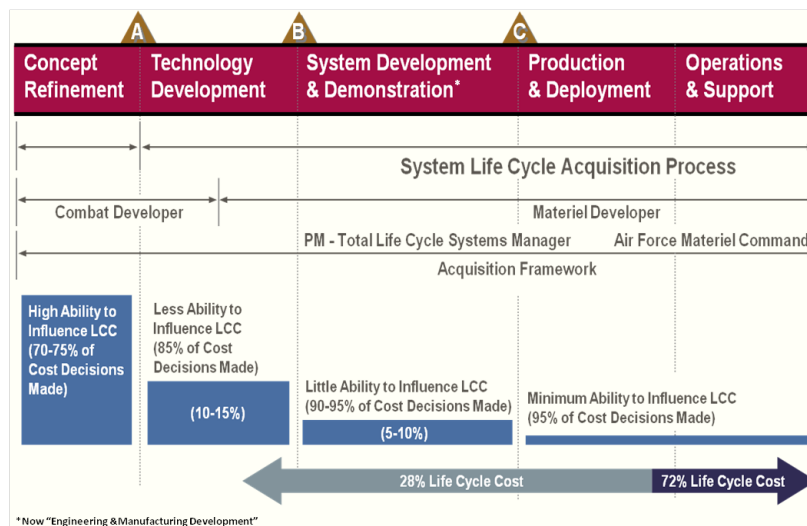 A
B
C
Concept
Refinement
Technology
Development
System Development
& Demonstration*
Production
& Deployment
Operations
& Support
System Life Cycle Acquisition Process
Combat Developer
Materiel Developer
PM - Total Life Cycle Systems Manager
Air Force Materiel Command
Acquisition Framework
High Ability to
Influence LCC
(70-75% of
Cost Decisions
Made)
Less Ability to
Influence LCC
(85% of Cost
Decisions Made)
(10-15%)
Little Ability to Influence LCC
(90-95% of Cost Decisions Made)
(5-10%)
Minimum Ability to Influence LCC
(95% of Cost Decisions Made)
28% Life Cycle Cost
72% Life Cycle Cost
* Now "Engineering & Manufacturing Development"